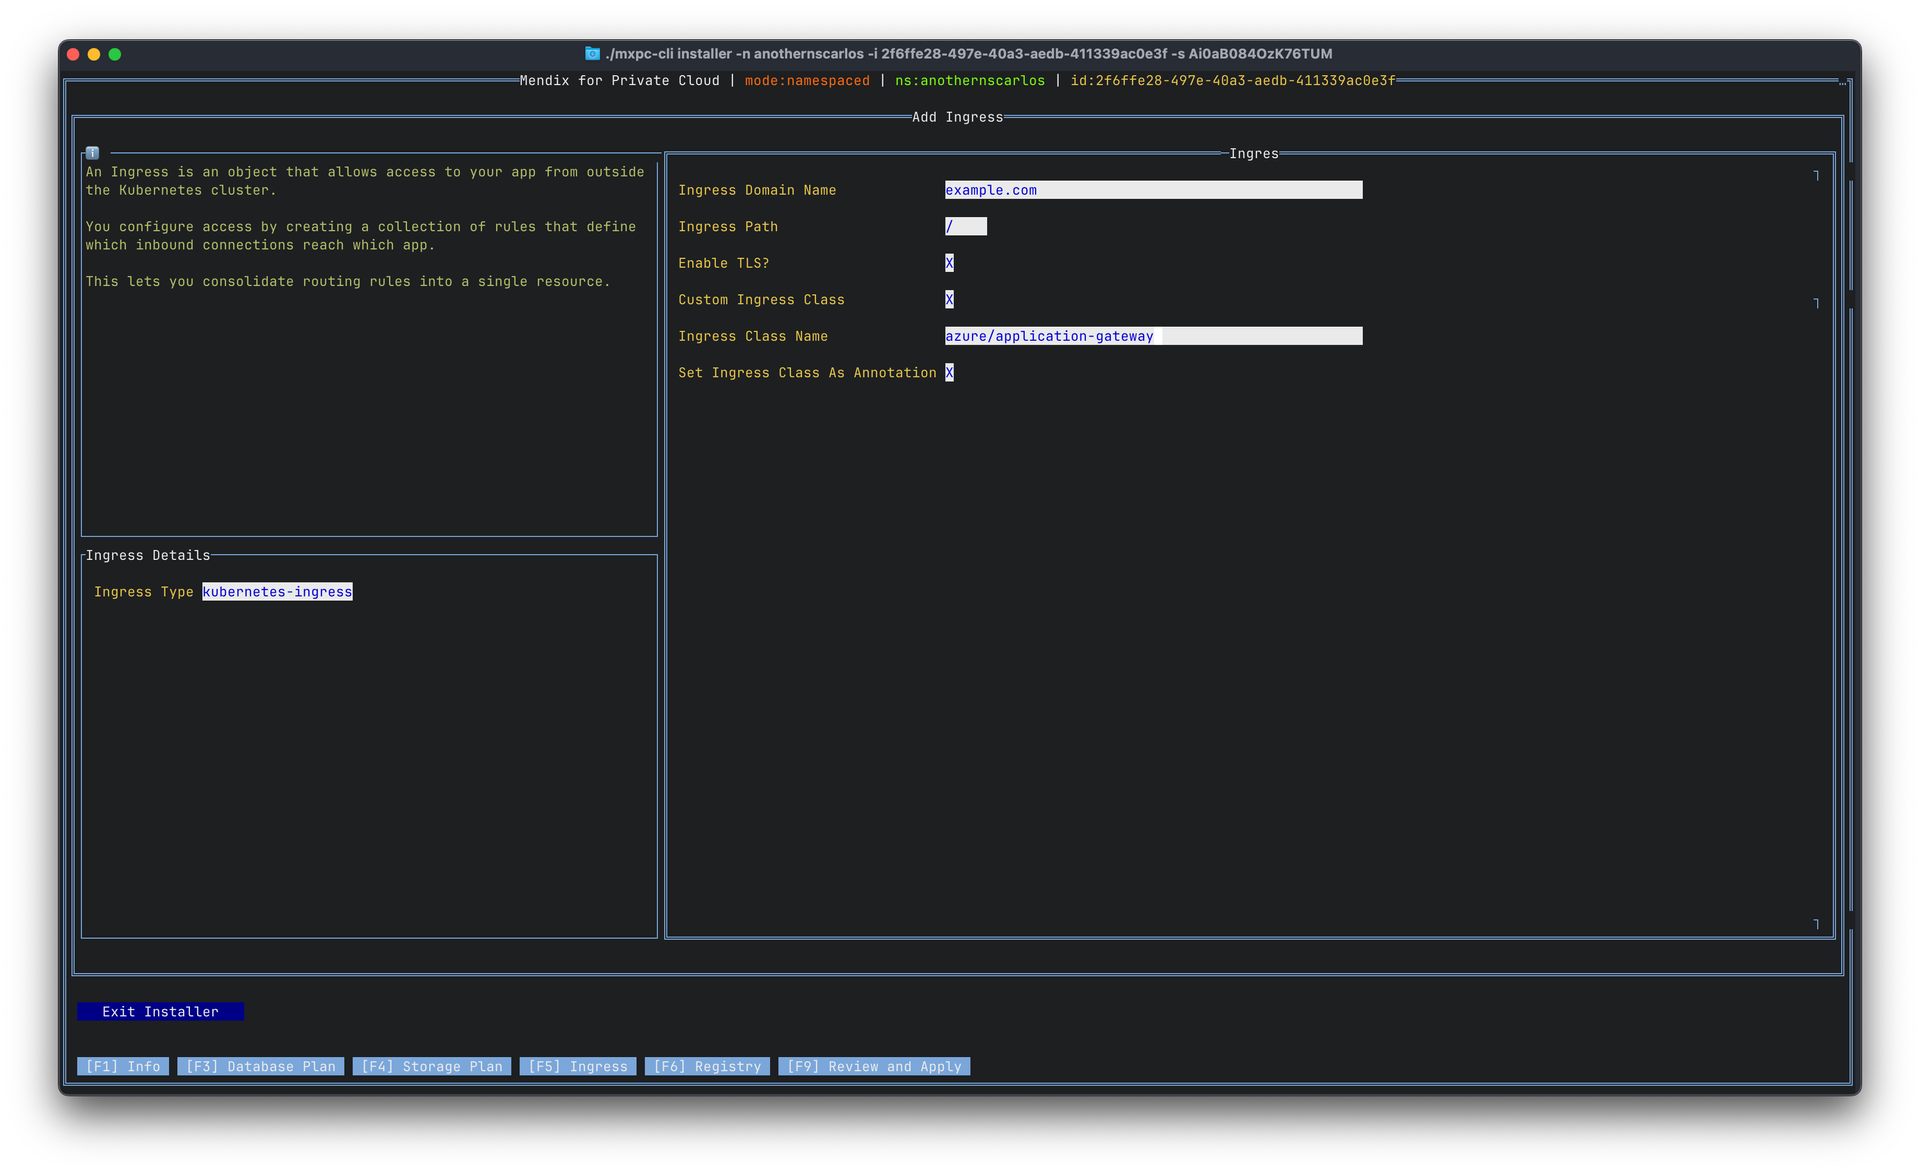 ./mxpc-cli installer -n anothernscarlos -i 2f6ffe28-497e-40a3-aedb-411339ac0e3f -s Ai0aB084OzK76TUM
Mendix for Private Cloud | mode:namespaced | ns:anothernscarlos | id:2f6ffe28-497e-40a3-aedb-411339ac0e3f
Add Ingress
An Ingress is an object that allows access to your app from outside
the Kubernetes cluster.
You configure access by creating a collection of rules that define
which inbound connections reach which app.
This lets you consolidate routing rules into a single resource.
Ingress Details
Ingress Type kubernetes-ingress
Ingres
Ingress Domain Name example.com
Ingress Path /
Enable TLS? X
Custom Ingress Class X
Ingress Class Name azure/application-gateway
Set Ingress Class As Annotation X
Exit Installer
[F1] Info [F3] Database Plan [F4] Storage Plan [F5] Ingress [F6] Registry [F9] Review and Apply